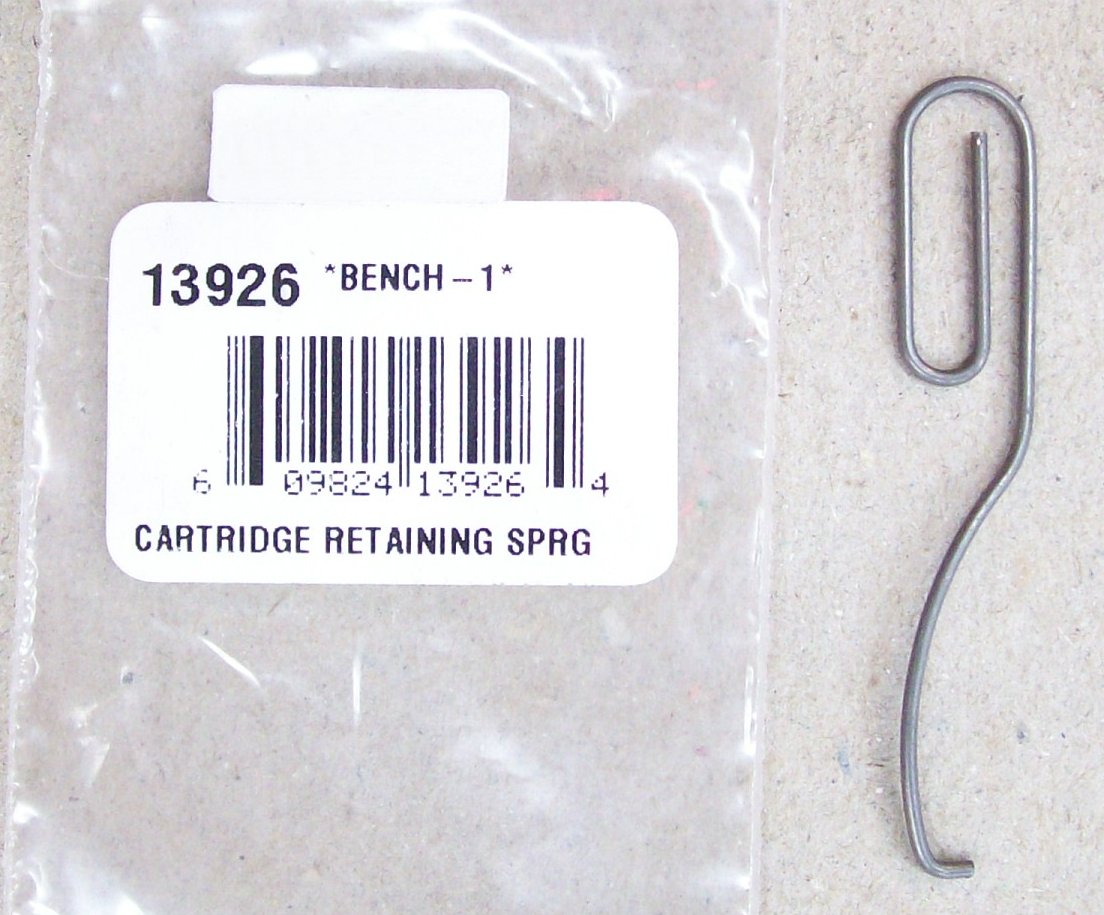 13926 *BENCH-1*
6 09824 13926 4
CARTRIDGE RETAINING SPRG